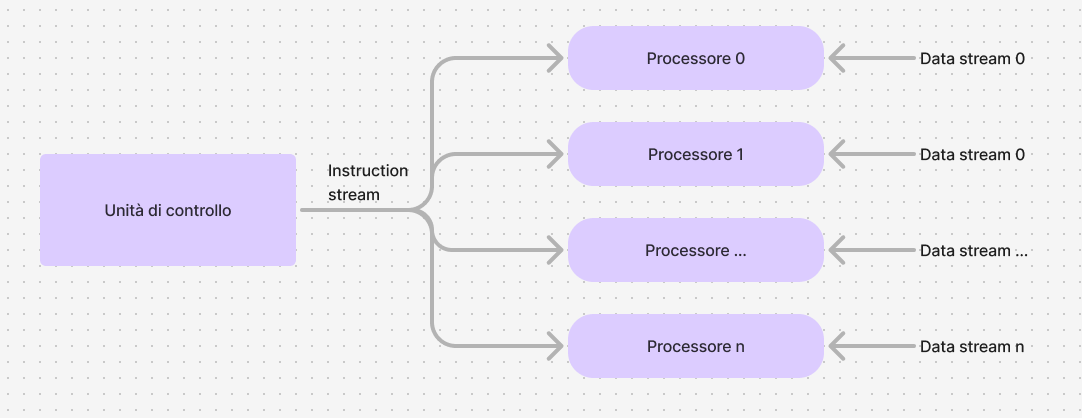 Processore 0
Data stream 0
Processore 1
Data stream 0
Instruction
stream
Unità di controllo
Processore ...
Data stream ...
Processore n
Data stream n